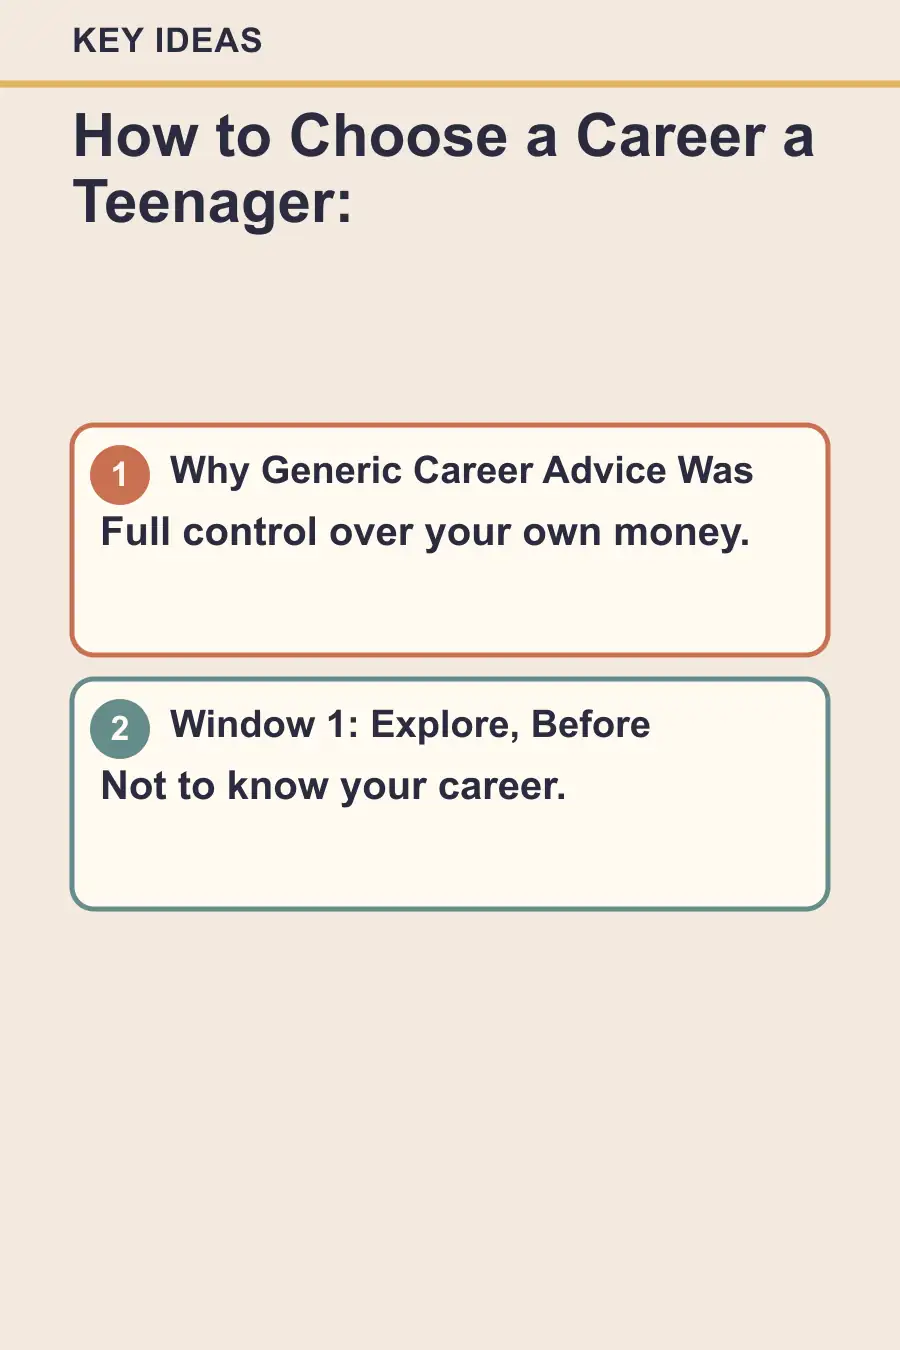 KEY IDEAS
How to Choose a Career a
Teenager:
1 Why Generic Career Advice Was
Full control over your own money.
2 Window 1: Explore, Before
Not to know your career.